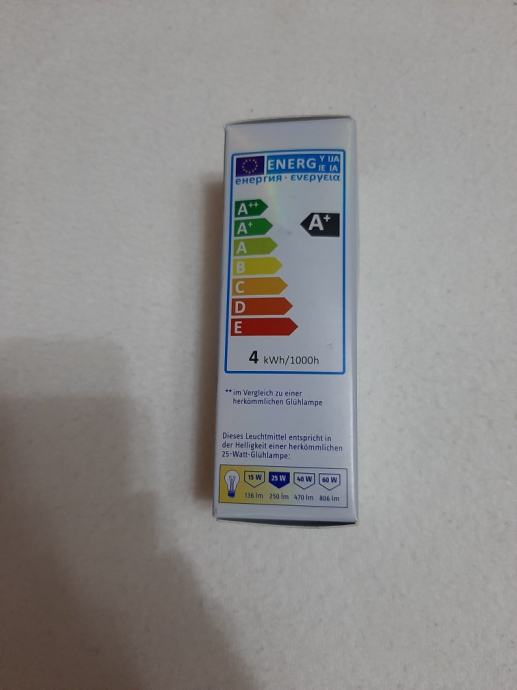 ENERG Y IJA
IE IA
енергия · ενεργεια
A++
A+
A+
A
B
C
D
E
4 kWh/1000h
** im Vergleich zu einer
herkömmlichen Glühlampe
Dieses Leuchtmittel entspricht in
der Helligkeit einer herkömmlichen
25-Watt-Glühlampe:
15 W 25 W 40 W 60 W
136 lm 250 lm 470 lm 806 lm